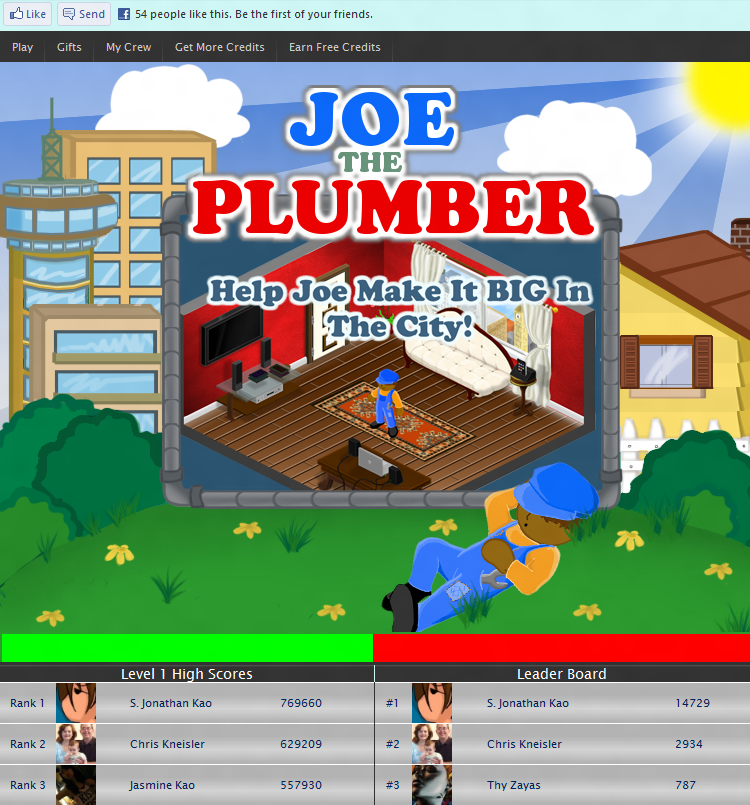 Like Send 54 people like this. Be the first of your friends.
Play Gifts My Crew Get More Credits Earn Free Credits
JOE
THE
PLUMBER
Help Joe Make It BIG In
The City!
Level 1 High Scores Leader Board
Rank 1 S. Jonathan Kao 769660 #1 S. Jonathan Kao 14729
Rank 2 Chris Kneisler 629209 #2 Chris Kneisler 2934
Rank 3 Jasmine Kao 557930 #3 Thy Zayas 787